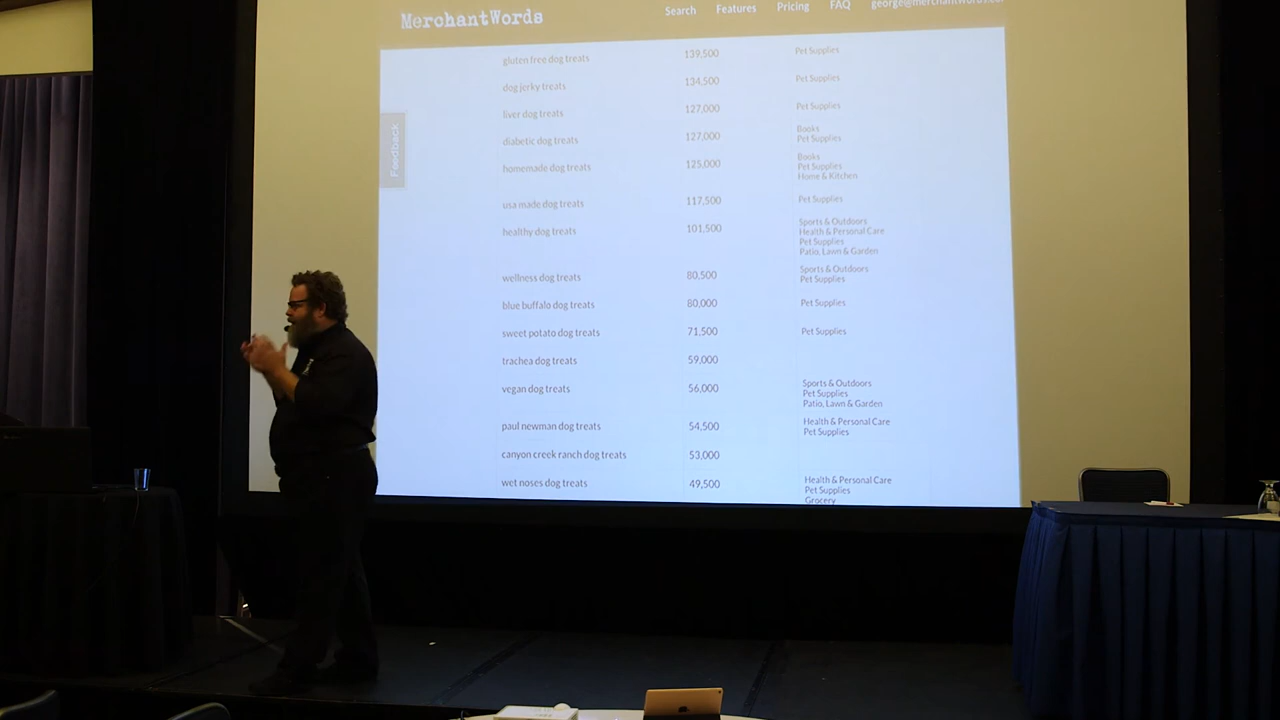 MerchantWords
Search Features Pricing FAQ george@merchantwords.co
Feedback
gluten free dog treats 139,500 Pet Supplies
dog jerky treats 134,500 Pet Supplies
liver dog treats 127,000 Pet Supplies
diabetic dog treats 127,000 Books
Pet Supplies
homemade dog treats 125,000 Books
Pet Supplies
Home & Kitchen
usa made dog treats 117,500 Pet Supplies
healthy dog treats 101,500 Sports & Outdoors
Health & Personal Care
Pet Supplies
Patio, Lawn & Garden
wellness dog treats 80,500 Sports & Outdoors
Pet Supplies
blue buffalo dog treats 80,000 Pet Supplies
sweet potato dog treats 71,500 Pet Supplies
trachea dog treats 59,000
vegan dog treats 56,000 Sports & Outdoors
Pet Supplies
Patio, Lawn & Garden
paul newman dog treats 54,500 Health & Personal Care
Pet Supplies
canyon creek ranch dog treats 53,000
wet noses dog treats 49,500 Health & Personal Care
Pet Supplies
Grocery